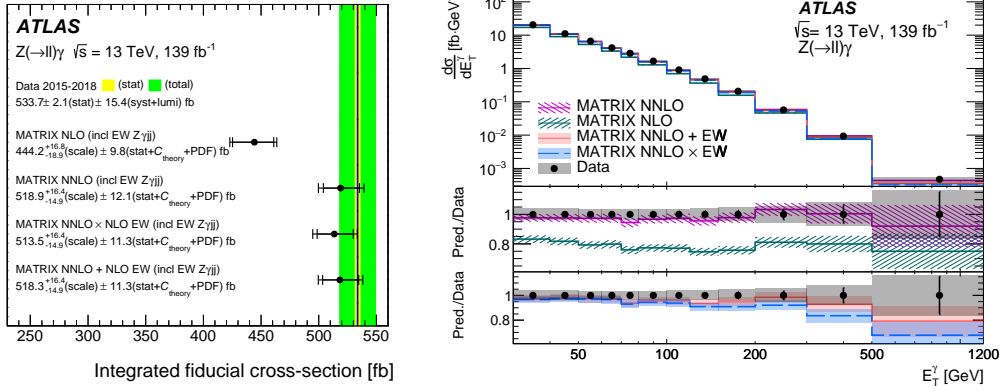 ATLAS
Z(→ll)γ √s= 13 TeV, 139 fb⁻¹
Data 2015-2018 (stat) (total)
533.7± 2.1(stat)± 15.4(syst+lumi) fb
MATRIX NLO (incl EW Zγjj)
444.2 +16.8 -18.9 (scale) ± 9.8(stat+C theory +PDF) fb
MATRIX NNLO (incl EW Zγjj)
518.9 +16.4 -14.9 (scale) ± 12.1(stat+C theory +PDF) fb
MATRIX NNLO× NLO EW (incl EW Zγjj)
513.5 +16.4 -14.9 (scale) ± 11.3(stat+C theory +PDF) fb
MATRIX NNLO + NLO EW (incl EW Zγjj)
518.3 +16.4 -14.9 (scale) ± 11.3(stat+C theory +PDF) fb
250 300 350 400 450 500 550
Integrated fiducial cross-section [fb]
ATLAS
√s= 13 TeV, 139 fb⁻¹
Z(→ll)γ
dσ/dE_T^γ [fb·GeV]
10
1
10⁻¹
10⁻²
10⁻³
MATRIX NNLO
MATRIX NLO
MATRIX NNLO + EW
MATRIX NNLO × EW
Data
Pred./Data
1
0.8
Pred./Data
1
0.8
50 100 200 500 1200
E_T^γ [GeV]